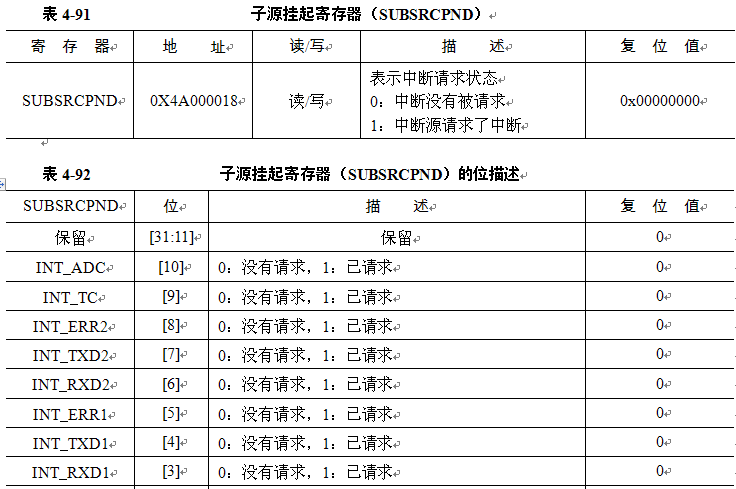 表 4-91 子源挂起寄存器（SUBSRCPND）
寄 存 器 地 址 读/写 描 述 复 位 值
SUBSRCPND 0X4A000018 读/写 表示中断请求状态 0x00000000
0：中断没有被请求
1：中断源请求了中断
表 4-92 子源挂起寄存器（SUBSRCPND）的位描述
SUBSRCPND 位 描 述 复 位 值
保留 [31:11] 保留 0
INT_ADC [10] 0：没有请求，1：已请求 0
INT_TC [9] 0：没有请求，1：已请求 0
INT_ERR2 [8] 0：没有请求，1：已请求 0
INT_TXD2 [7] 0：没有请求，1：已请求 0
INT_RXD2 [6] 0：没有请求，1：已请求 0
INT_ERR1 [5] 0：没有请求，1：已请求 0
INT_TXD1 [4] 0：没有请求，1：已请求 0
INT_RXD1 [3] 0：没有请求，1：已请求 0